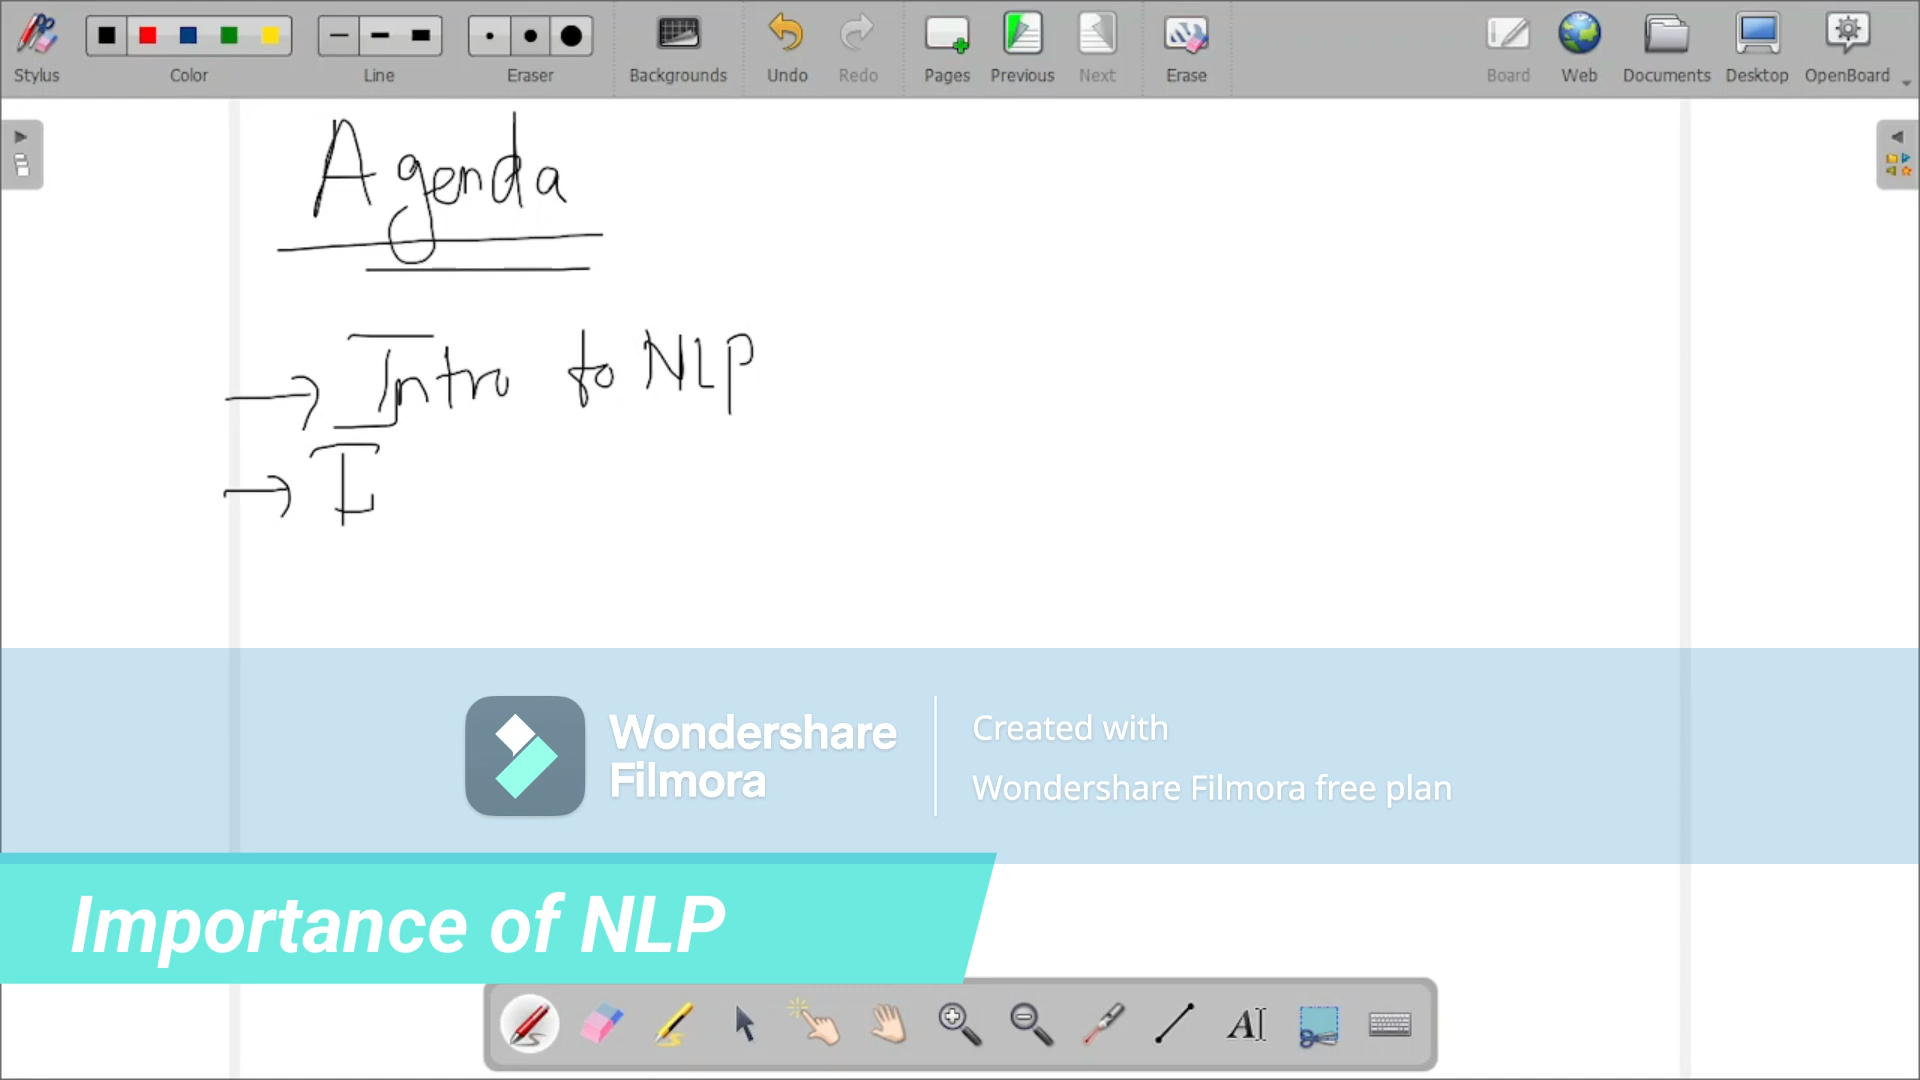 Stylus Color Line Eraser Backgrounds Undo Redo Pages Previous Next Erase Board Web Documents Desktop OpenBoard
Agenda
→ Intro to NLP
→ I
Wondershare
Filmora
Created with
Wondershare Filmora free plan
Importance of NLP